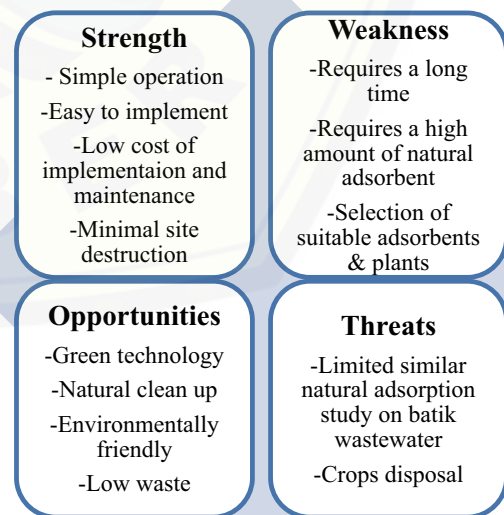 Strength
- Simple operation
-Easy to implement
-Low cost of
implementaion and
maintenance
-Minimal site
destruction
Weakness
-Requires a long
time
-Requires a high
amount of natural
adsorbent
-Selection of
suitable adsorbents
& plants
Opportunities
-Green technology
-Natural clean up
-Environmentally
friendly
-Low waste
Threats
-Limited similar
natural adsorption
study on batik
wastewater
-Crops disposal